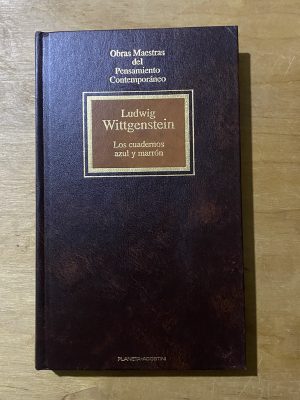 Obras Maestras
del
Pensamiento
Contemporáneo
Ludwig
Wittgenstein
Los cuadernos
azul y marrón
PLANETA-AGOSTINI